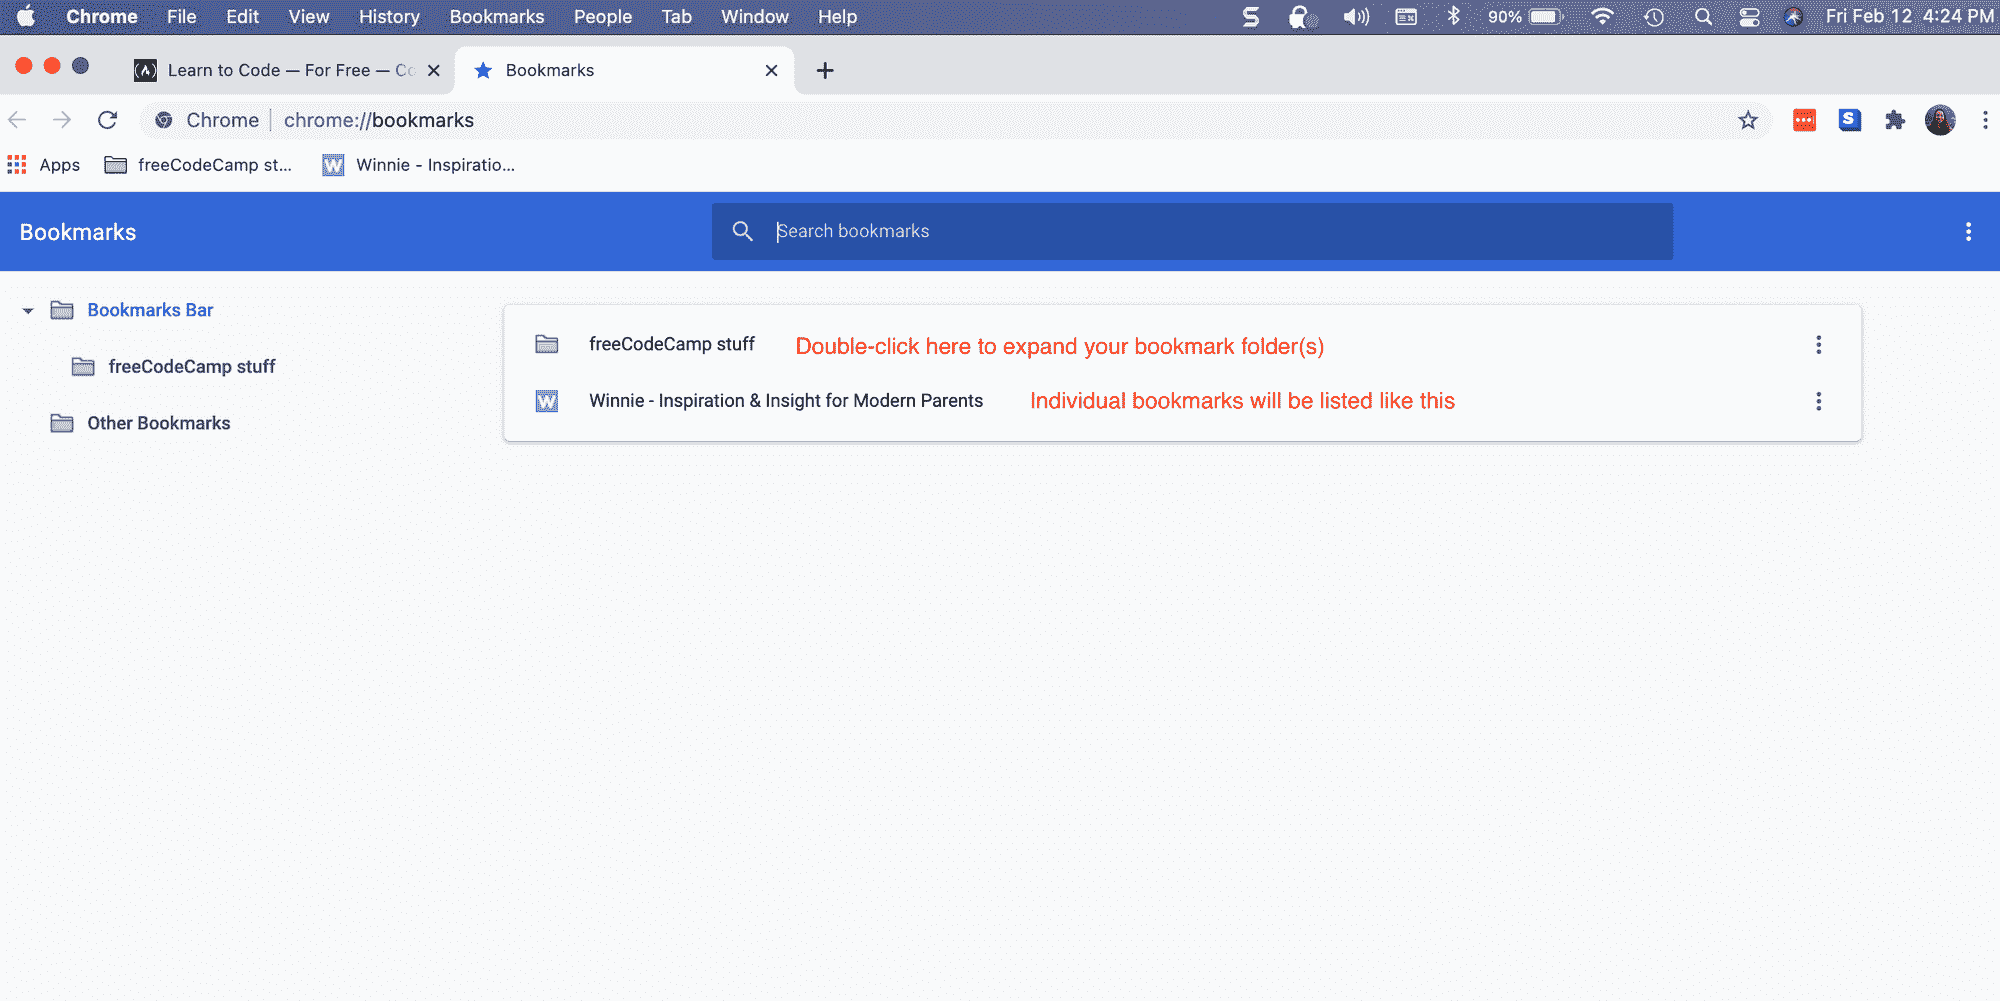 Chrome File Edit View History Bookmarks People Tab Window Help 90% Fri Feb 12 4:24 PM
Learn to Code — For Free — Bookmarks
Chrome chrome://bookmarks
Apps freeCodeCamp st... Winnie - Inspiratio...
Bookmarks Search bookmarks
Bookmarks Bar
freeCodeCamp stuff Double-click here to expand your bookmark folder(s)
freeCodeCamp stuff
Winnie - Inspiration & Insight for Modern Parents Individual bookmarks will be listed like this
Other Bookmarks